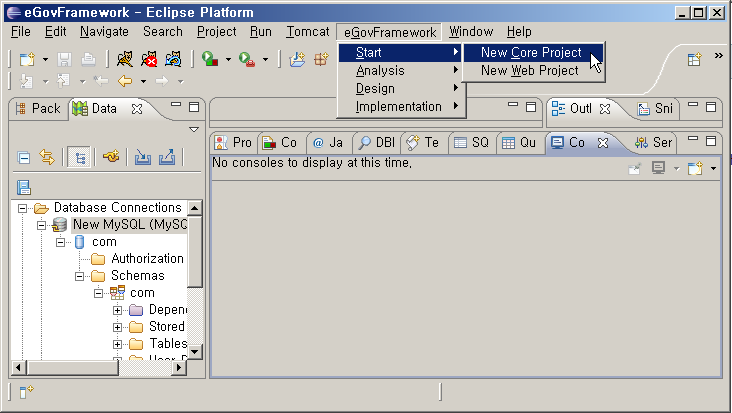 eGovFramework - Eclipse Platform
File Edit Navigate Search Project Run Tomcat eGovFramework Window Help
Start
Analysis
Design
Implementation
New Core Project
New Web Project
Pack Data
Outl Sni
Pro Co @ Ja DBI Te SQ Qu Co Ser
No consoles to display at this time.
Database Connections
New MySQL (MySQ
com
Authorization
Schemas
com
Depen
Stored
Tables